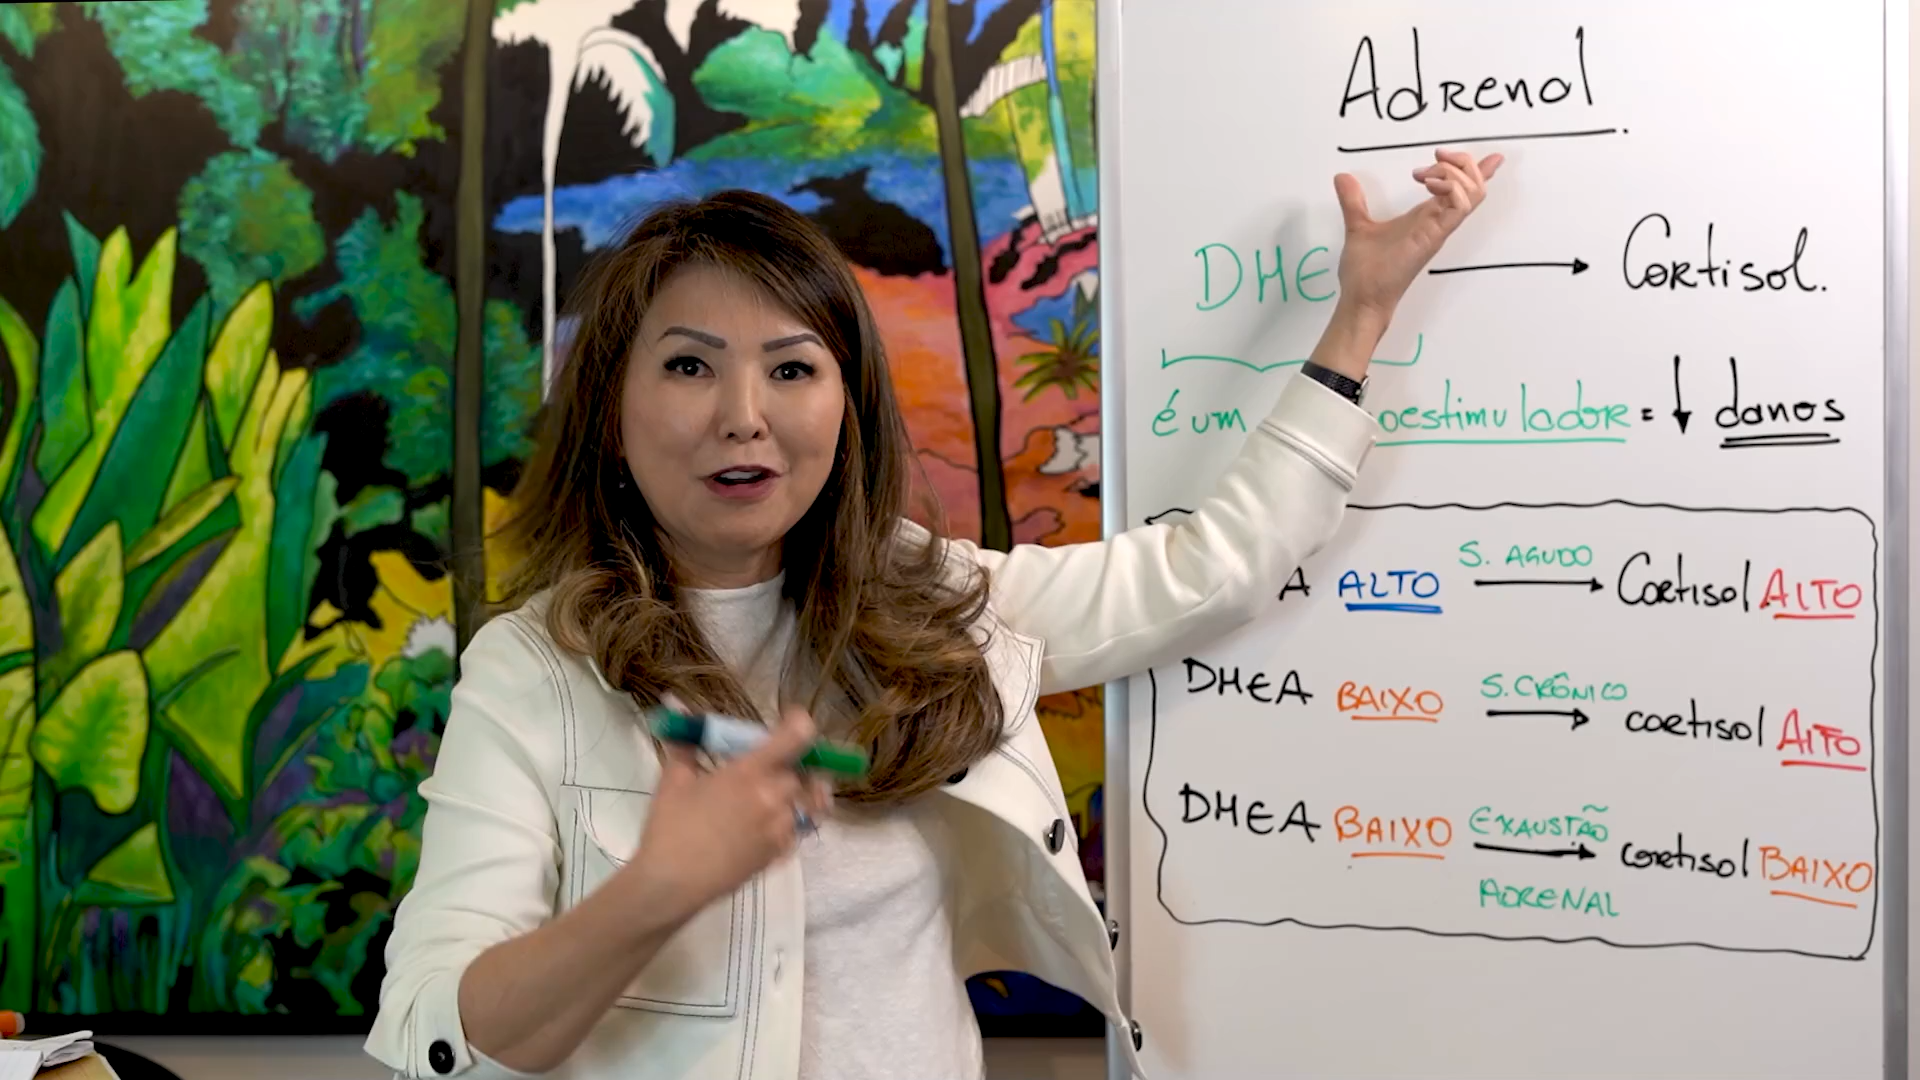 Adrenal
DHE → Cortisol.
é um oestimulador = ↓ danos
A ALTO S. AGUDO → Cortisol ALTO
DHEA BAIXO S. CRÔNICO → cortisol ALTO
DHEA BAIXO EXAUSTÃO → cortisol BAIXO
ADRENAL